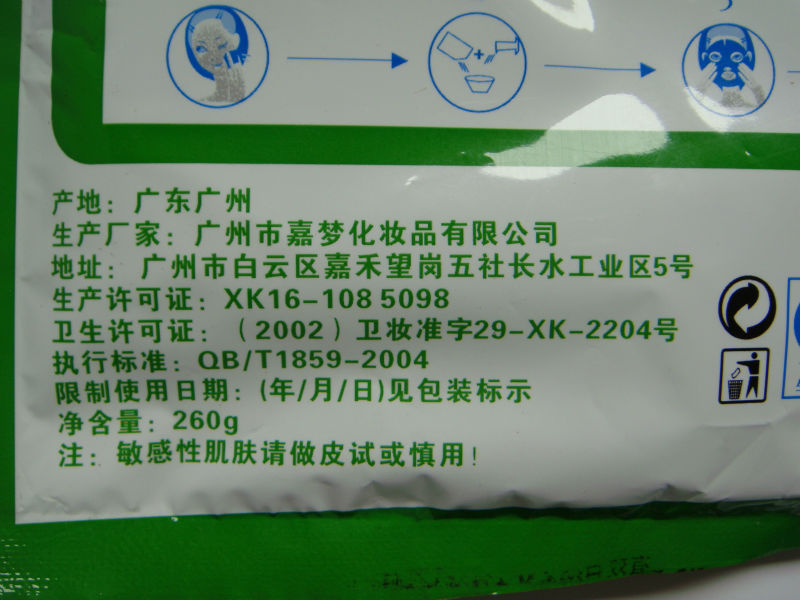 产地：广东广州
生产厂家：广州市嘉梦化妆品有限公司
地址：广州市白云区嘉禾望岗五社长水工业区5号
生产许可证：XK16-108 5098
卫生许可证：（2002）卫妆准字29-XK-2204号
执行标准：QB/T1859-2004
限制使用日期：(年/月/日)见包装标示
净含量：260g
注：敏感性肌肤请做皮试或慎用!